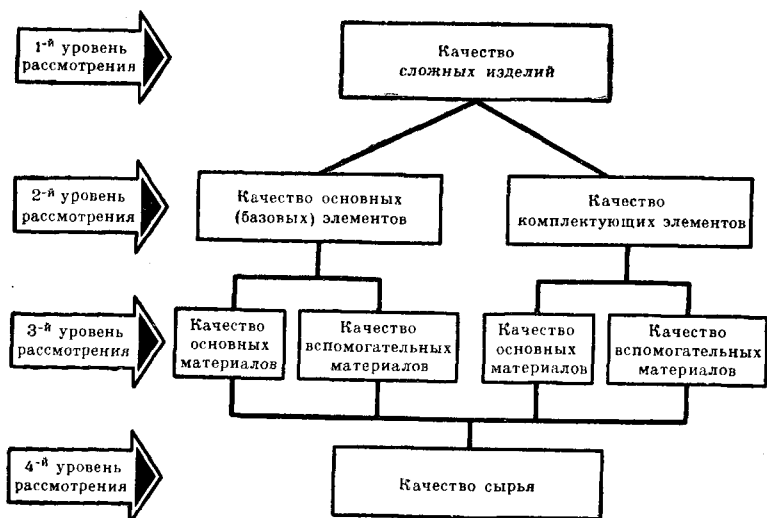 1-й уровень
рассмотрения
Качество
сложных изделий
2-й уровень
рассмотрения
Качество основных
(базовых) элементов
Качество
комплектующих элементов
3-й уровень
рассмотрения
Качество
основных
материалов
Качество
вспомогательных
материалов
Качество
основных
материалов
Качество
вспомогательных
материалов
4-й уровень
рассмотрения
Качество сырья